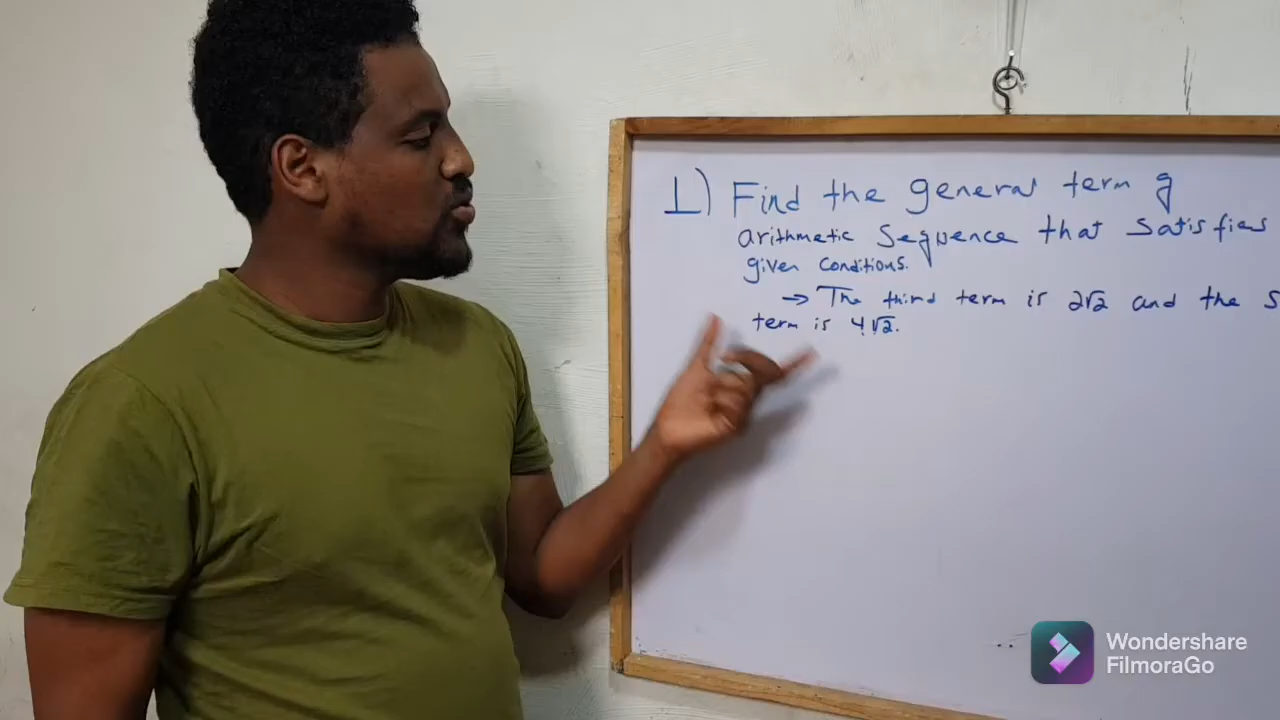 1) Find the general term of
arithmetic sequence that satisfies
given conditions.
→ The third term is 2√2 and the
term is 4√2.
Wondershare
FilmoraGo